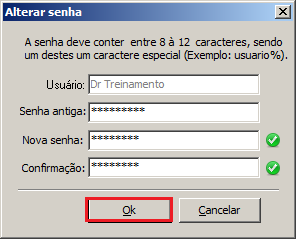 Alterar senha
A senha deve conter entre 8 à 12 caracteres, sendo
um destes um caractere especial (Exemplo: usuario%).
Usuário: Dr Treinamento
Senha antiga: *********
Nova senha: ********
Confirmação: ********
Ok Cancelar